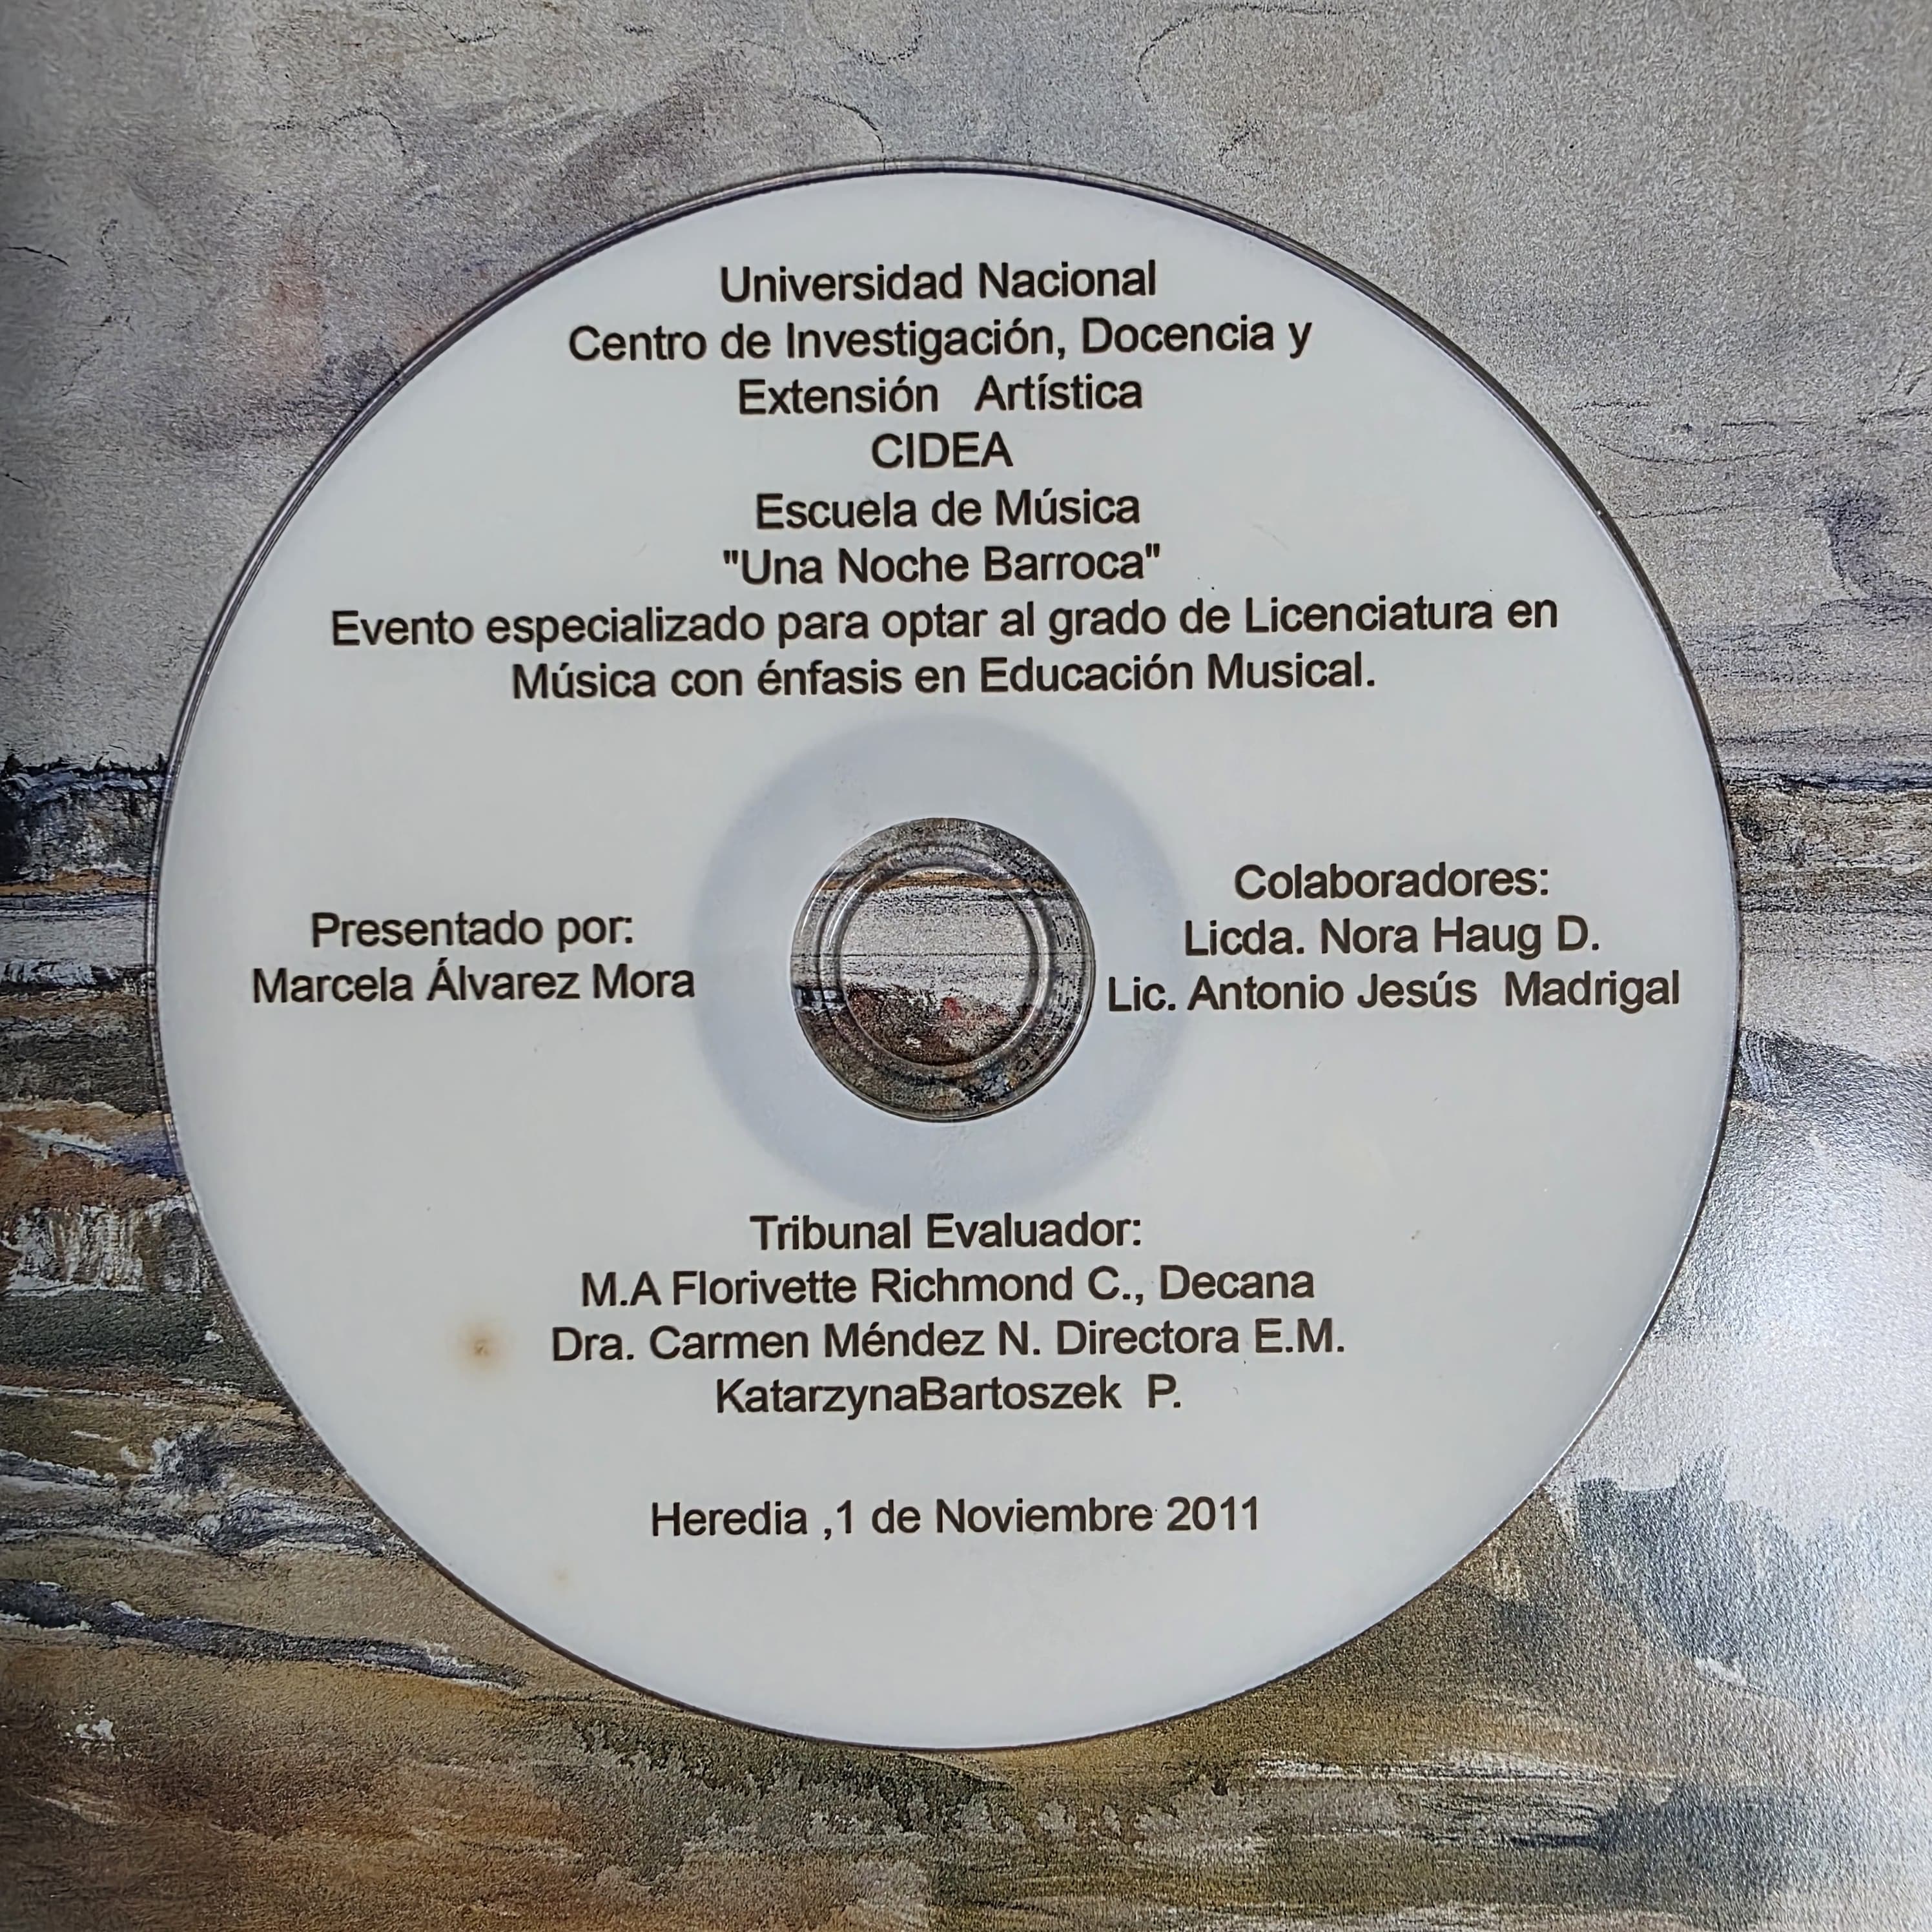 Universidad Nacional
Centro de Investigación, Docencia y
Extensión Artística
CIDEA
Escuela de Música
"Una Noche Barroca"
Evento especializado para optar al grado de Licenciatura en
Música con énfasis en Educación Musical.
Presentado por:
Marcela Álvarez Mora
Colaboradores:
Licda. Nora Haug D.
Lic. Antonio Jesús Madrigal
Tribunal Evaluador:
M.A Florivette Richmond C., Decana
Dra. Carmen Méndez N. Directora E.M.
KatarzynaBartoszek P.
Heredia ,1 de Noviembre 2011